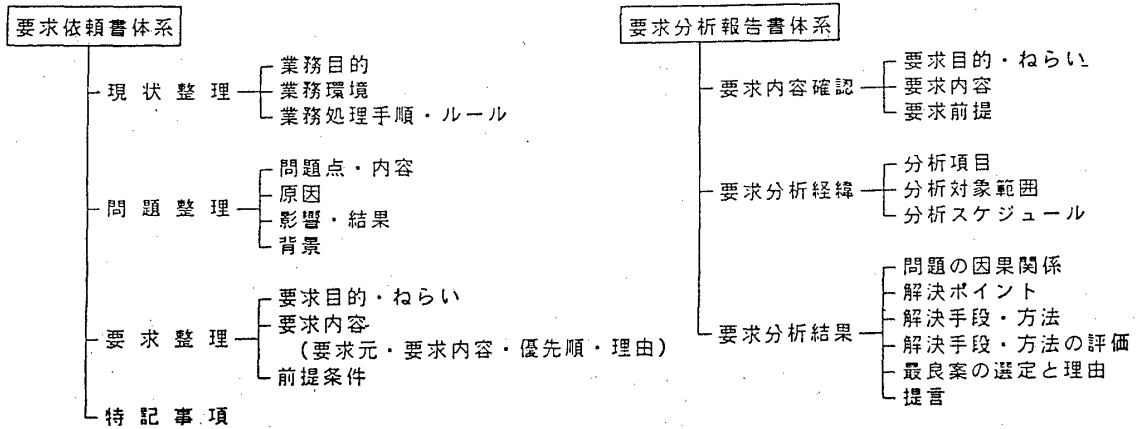 要求依頼書体系
現状整理
業務目的
業務環境
業務処理手順・ルール
問題整理
問題点・内容
原因
影響・結果
背景
要求整理
要求目的・ねらい
要求内容
(要求元・要求内容・優先順・理由)
前提条件
特記事項
要求分析報告書体系
要求内容確認
要求目的・ねらい
要求内容
要求前提
要求分析経緯
分析項目
分析対象範囲
分析スケジュール
要求分析結果
問題の因果関係
解決ポイント
解決手段・方法
解決手段・方法の評価
最良案の選定と理由
提言